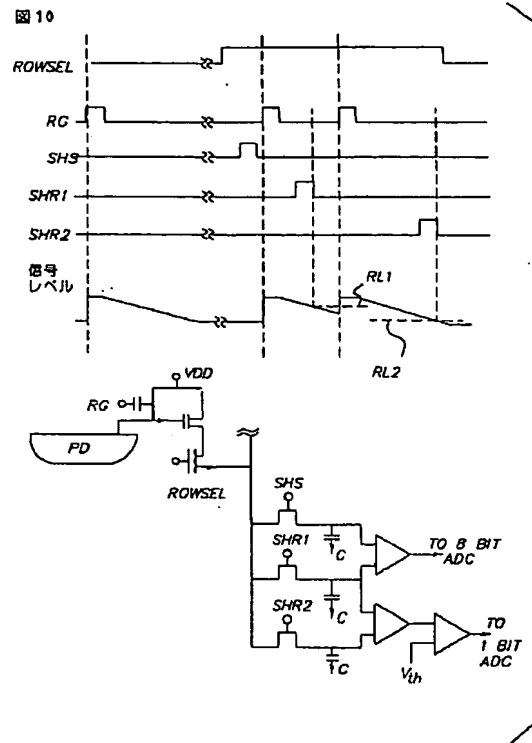 図10
ROWSEL
RG
SHS
SHR1
SHR2
信号
レベル
RL1
RL2
VDD
RG
PD
ROWSEL
SHS
C
TO 8 BIT
ADC
SHR1
C
SHR2
C
Vth
TO
1 BIT
ADC